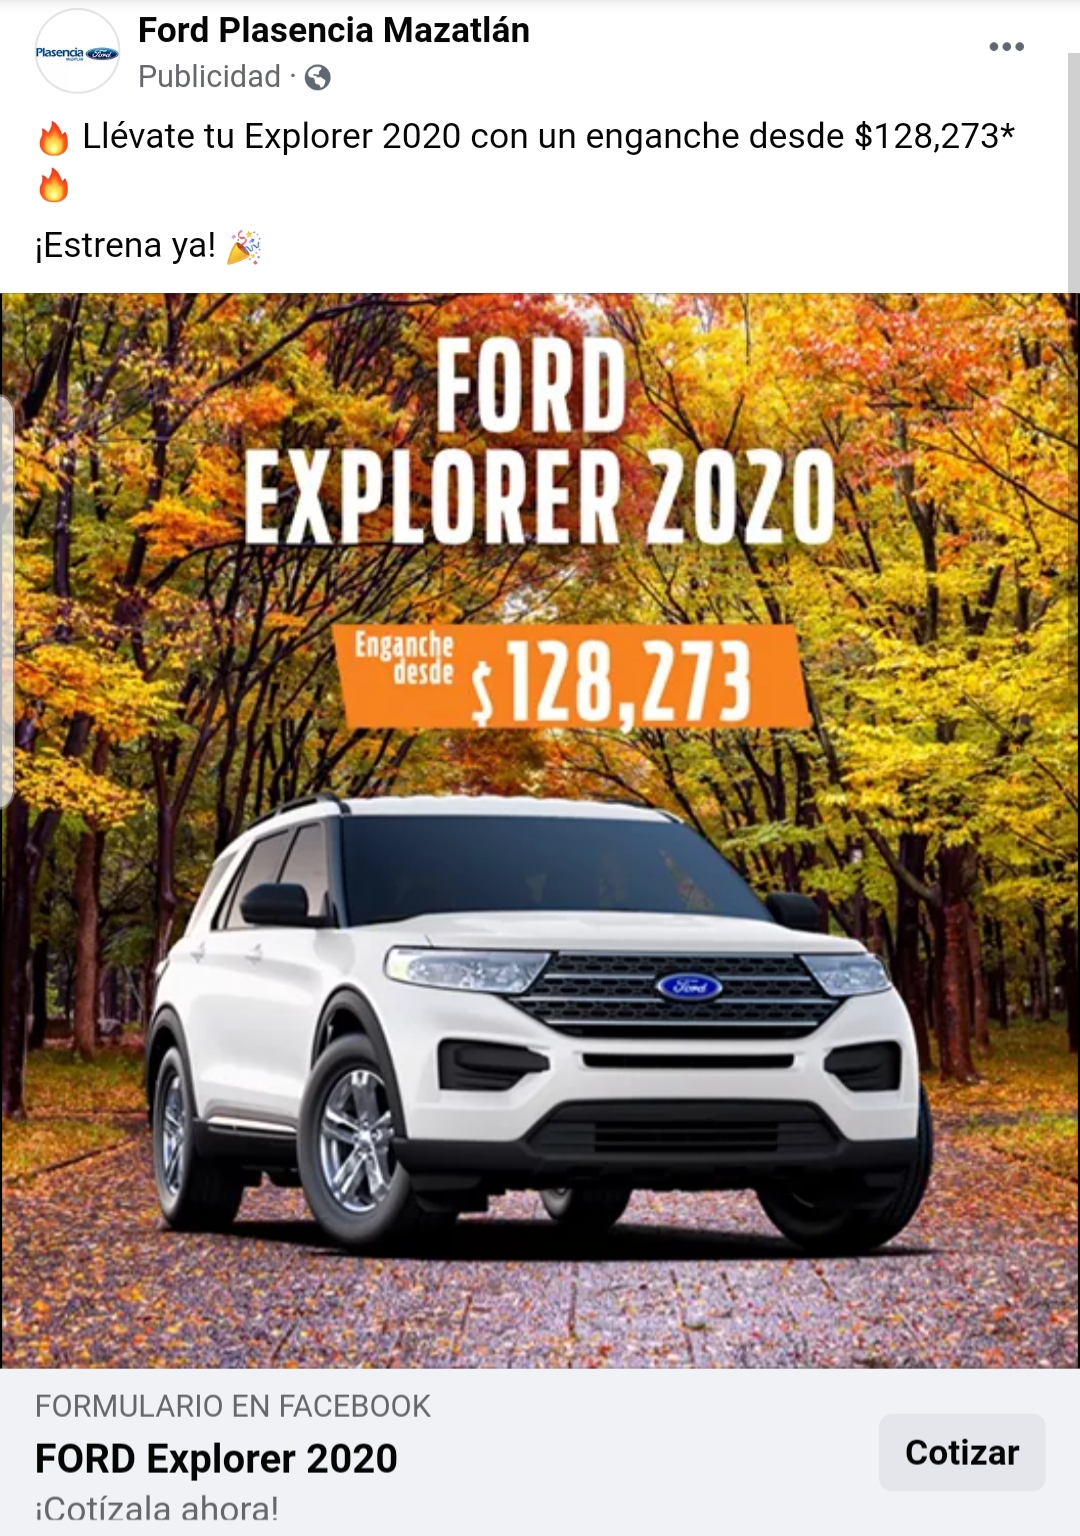 Plasencia Ford
MAZATLÁN
Ford Plasencia Mazatlán
Publicidad ·
🔥 Llévate tu Explorer 2020 con un enganche desde $128,273*
🔥
¡Estrena ya! 🎉
FORD
EXPLORER 2020
Enganche
desde $128,273
Ford
FORMULARIO EN FACEBOOK
FORD Explorer 2020
Cotizar
¡Cotízala ahora!